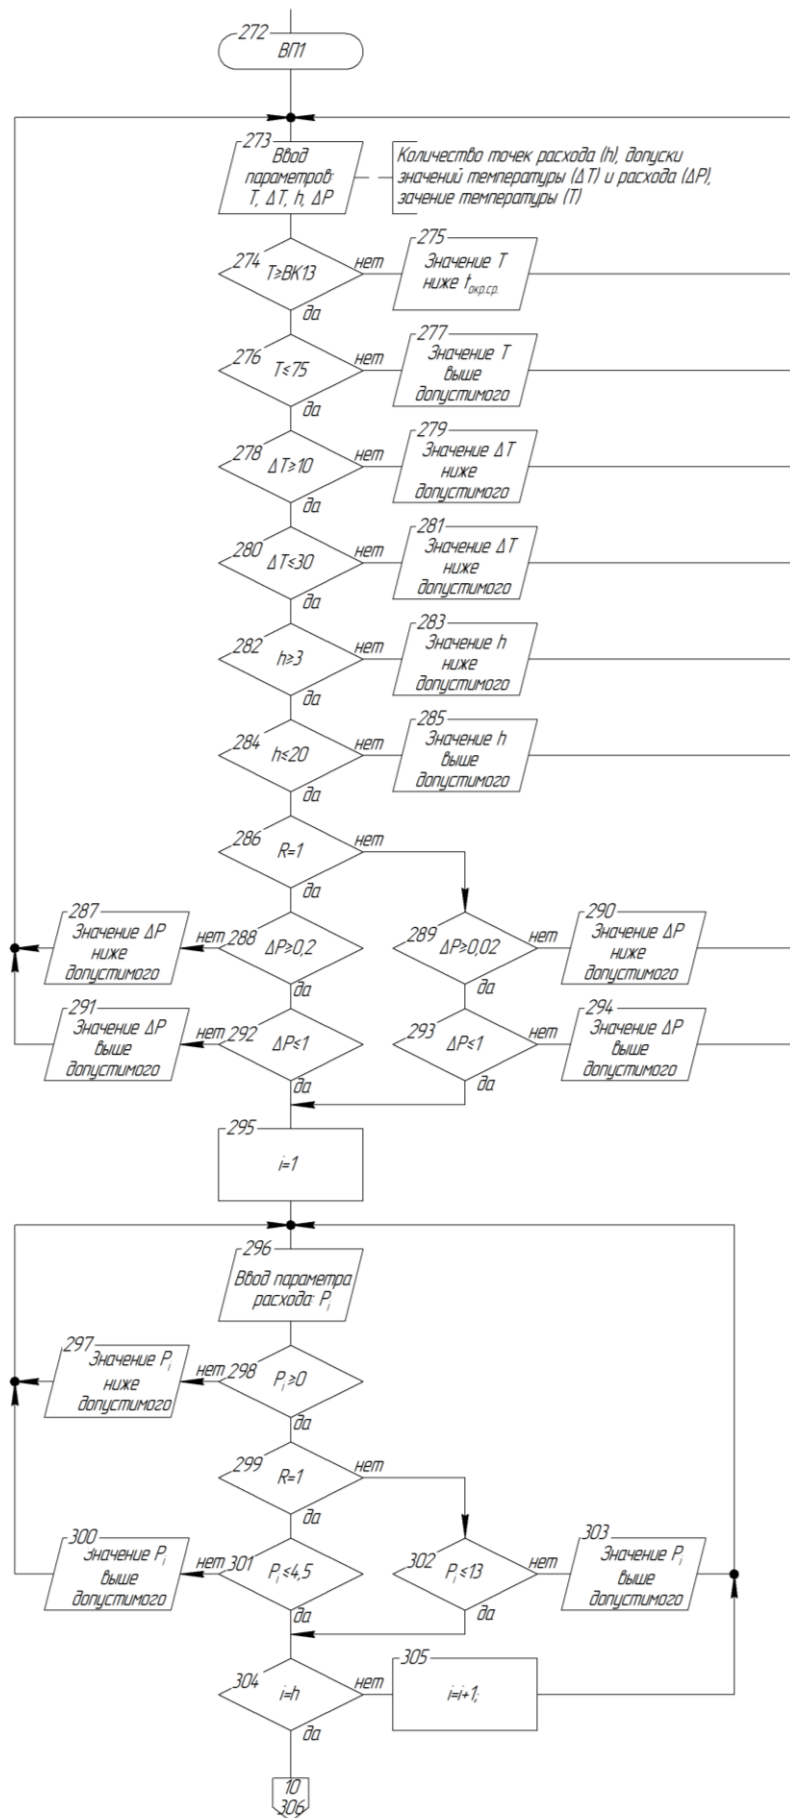 272
ВП1
273
Ввод
параметров:
T, ΔT, h, ΔP
Количество точек расхода (h), допуски
значений температуры (ΔT) и расхода (ΔP),
зачение температуры (T)
274
T≥ВК13
нет
да
275
Значение T
ниже tокр.ср.
276
T≤75
нет
да
277
Значение T
выше
допустимого
278
ΔT≥10
нет
да
279
Значение ΔT
ниже
допустимого
280
ΔT≤30
нет
да
281
Значение ΔT
ниже
допустимого
282
h≥3
нет
да
283
Значение h
ниже
допустимого
284
h≤20
нет
да
285
Значение h
выше
допустимого
286
R=1
нет
да
287
Значение ΔP
ниже
допустимого
нет
288
ΔP≥0,2
да
289
ΔP≥0,02
нет
да
290
Значение ΔP
ниже
допустимого
291
Значение ΔP
выше
допустимого
нет
292
ΔP≤1
да
293
ΔP≤1
нет
да
294
Значение ΔP
выше
допустимого
295
i=1
296
Ввод параметра
расхода: Pi
297
Значение Pi
ниже
допустимого
нет
298
Pi≥0
да
299
R=1
нет
да
300
Значение Pi
выше
допустимого
нет
301
Pi≤4,5
да
302
Pi≤13
нет
да
303
Значение Pi
выше
допустимого
304
i=h
нет
да
305
i=i+1;
10
306